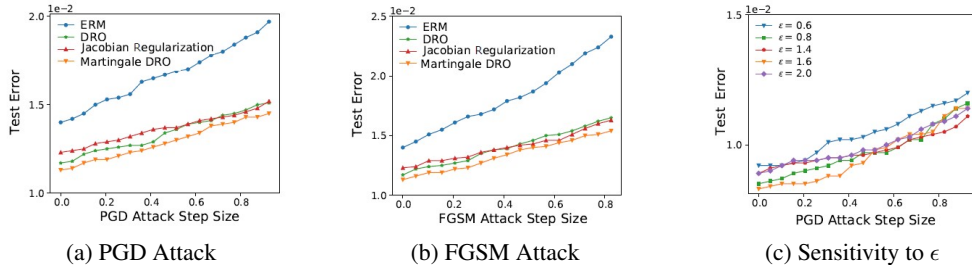 1e−2
2.0
1.5
1.0
Test Error
ERM
DRO
Jacobian Regularization
Martingale DRO
0.0 0.2 0.4 0.6 0.8
PGD Attack Step Size
(a) PGD Attack
1e−2
2.5
2.0
1.5
1.0
Test Error
ERM
DRO
Jacobian Regularization
Martingale DRO
0.0 0.2 0.4 0.6 0.8
FGSM Attack Step Size
(b) FGSM Attack
1e−2
1.5
1.0
Test Error
ϵ = 0.6
ϵ = 0.8
ϵ = 1.4
ϵ = 1.6
ϵ = 2.0
0.0 0.2 0.4 0.6 0.8
PGD Attack Step Size
(c) Sensitivity to ϵ